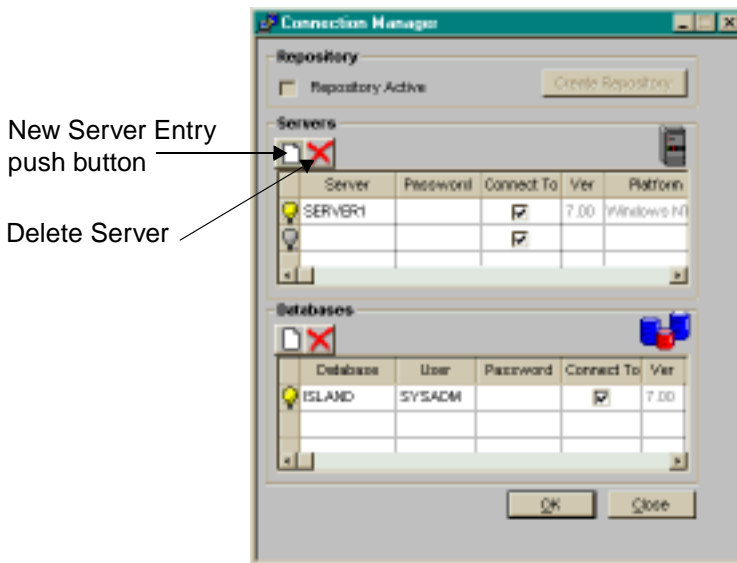 Connection Manager
Repository
Repository Active
Create Repository
New Server Entry
push button
Servers
Server Password Connect To Ver Platform
SERVER1 7.00 Windows NT
Delete Server
Databases
Database User Password Connect To Ver
ISLAND SYSADM 7.00
OK Close